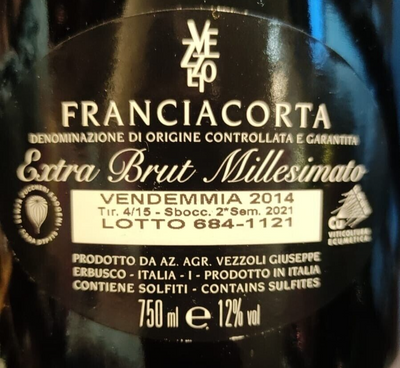 VEZZOLI
FRANCIACORTA
DENOMINAZIONE DI ORIGINE CONTROLLATA E GARANTITA
Extra Brut Millesimato
VENDEMMIA 2014
Tir. 4/15 - Sbocc. 2°Sem. 2021
LOTTO 684-1121
VITICOLTURA
ECUMETICA
PRODOTTO DA AZ. AGR. VEZZOLI GIUSEPPE
ERBUSCO - ITALIA - I - PRODOTTO IN ITALIA
CONTIENE SOLFITI - CONTAINS SULFITES
750 ml e 12% vol